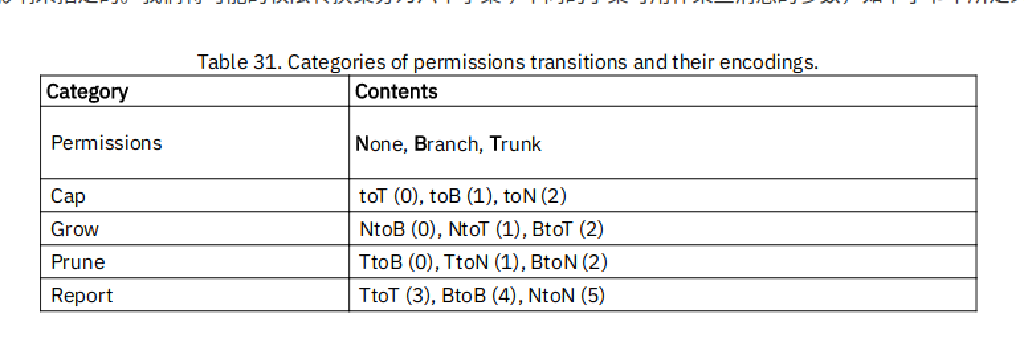 Table 31. Categories of permissions transitions and their encodings.
Category Contents
Permissions None, Branch, Trunk
Cap toT (0), toB (1), toN (2)
Grow NtoB (0), NtoT (1), BtoT (2)
Prune TtoB (0), TtoN (1), BtoN (2)
Report TtoT (3), BtoB (4), NtoN (5)